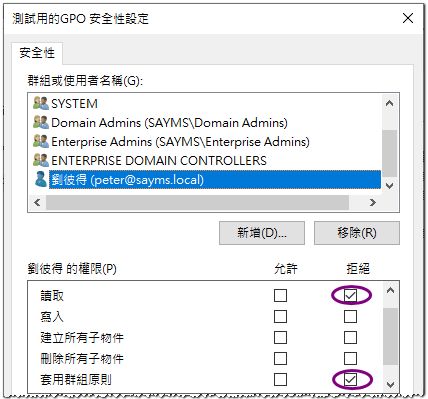 測試用的GPO 安全性設定
安全性
群組或使用者名稱(G):
SYSTEM
Domain Admins (SAYMS\Domain Admins)
Enterprise Admins (SAYMS\Enterprise Admins)
ENTERPRISE DOMAIN CONTROLLERS
劉彼得 (peter@sayms.local)
新增(D)... 移除(R)
劉彼得 的權限(P) 允許 拒絕
讀取
寫入
建立所有子物件
刪除所有子物件
套用群組原則